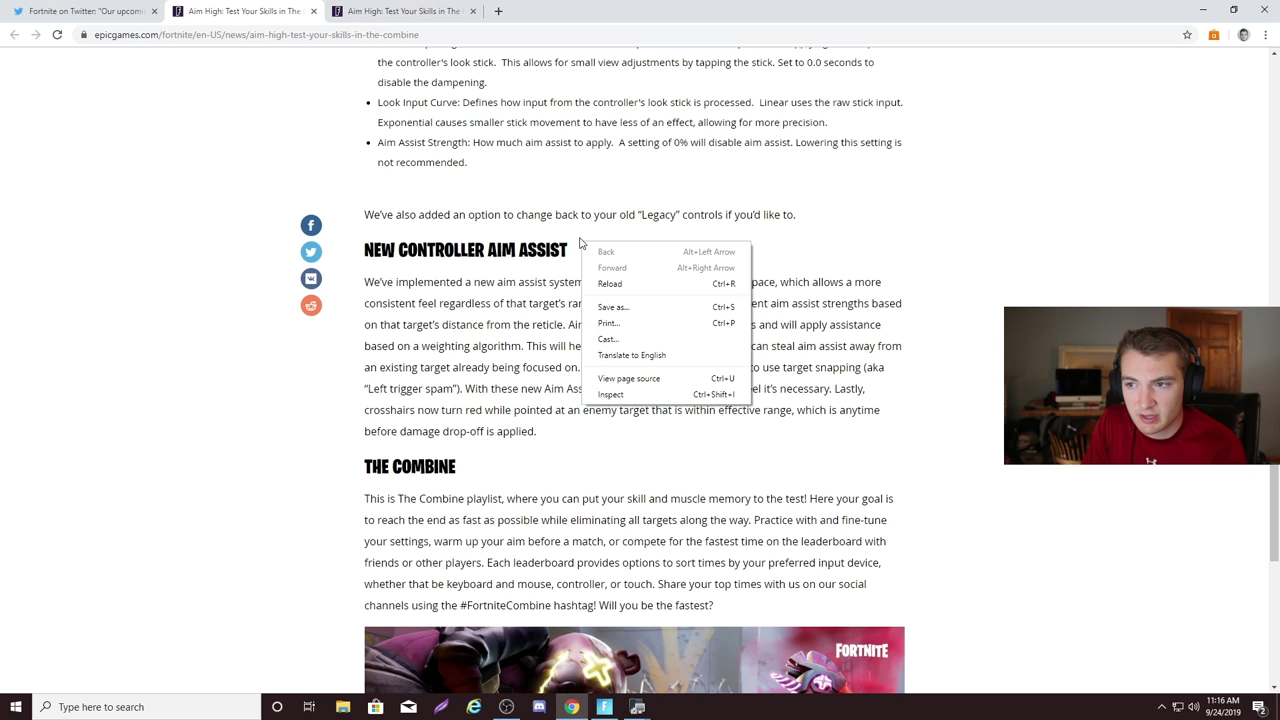 Fortnite on Twitter: "Our upcomi
Aim High: Test Your Skills in The
Aim High: Test Your Skills in The
epicgames.com/fortnite/en-US/news/aim-high-test-your-skills-in-the-combine
the controller's look stick. This allows for small view adjustments by tapping the stick. Set to 0.0 seconds to
disable the dampening.
• Look Input Curve: Defines how input from the controller's look stick is processed. Linear uses the raw stick input.
Exponential causes smaller stick movement to have less of an effect, allowing for more precision.
• Aim Assist Strength: How much aim assist to apply. A setting of 0% will disable aim assist. Lowering this setting is
not recommended.
We've also added an option to change back to your old “Legacy” controls if you'd like to.
NEW CONTROLLER AIM ASSIST
Back Alt+Left Arrow
Forward Alt+Right Arrow
Reload Ctrl+R
Save as... Ctrl+S
Print... Ctrl+P
Cast...
Translate to English
View page source Ctrl+U
Inspect Ctrl+Shift+I
We've implemented a new aim assist system pace, which allows a more
consistent feel regardless of that target's ran ent aim assist strengths based
on that target's distance from the reticle. Aim s and will apply assistance
based on a weighting algorithm. This will he can steal aim assist away from
an existing target already being focused on. to use target snapping (aka
“Left trigger spam”). With these new Aim Ass el it's necessary. Lastly,
crosshairs now turn red while pointed at an enemy target that is within effective range, which is anytime
before damage drop-off is applied.
THE COMBINE
This is The Combine playlist, where you can put your skill and muscle memory to the test! Here your goal is
to reach the end as fast as possible while eliminating all targets along the way. Practice with and fine-tune
your settings, warm up your aim before a match, or compete for the fastest time on the leaderboard with
friends or other players. Each leaderboard provides options to sort times by your preferred input device,
whether that be keyboard and mouse, controller, or touch. Share your top times with us on our social
channels using the #FortniteCombine hashtag! Will you be the fastest?
FORTNITE
Type here to search
11:16 AM
9/24/2019